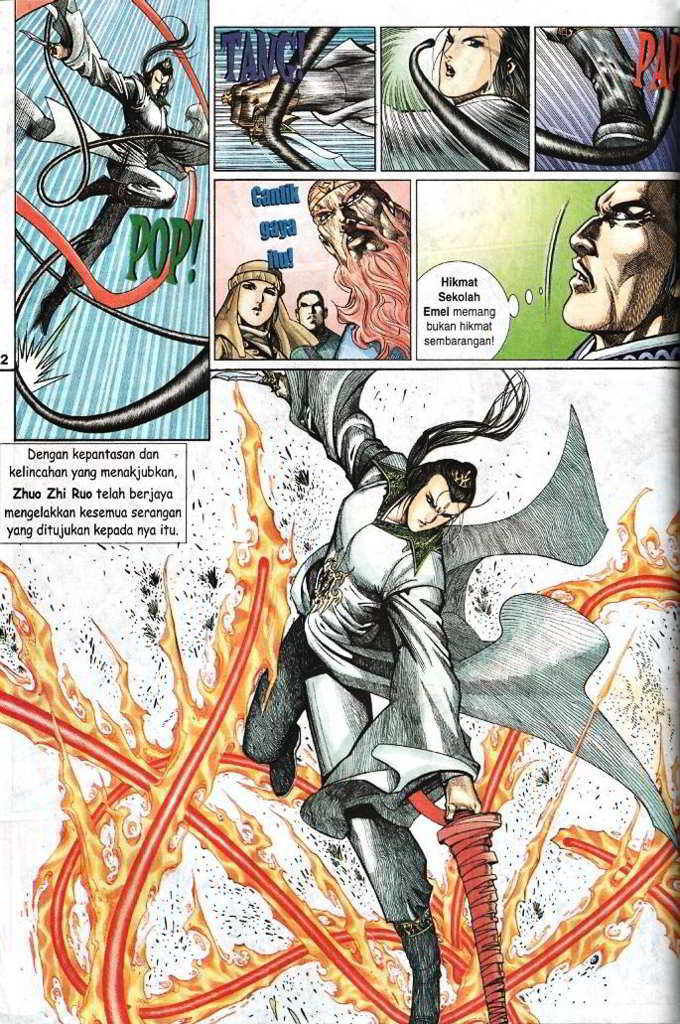 POP!
TANG!
PAP
Cantik
gaya
itu!
Hikmat
Sekolah
Emei memang
bukan hikmat
sembarangan!
2
Dengan kepantasan dan
kelincahan yang menakjubkan,
Zhuo Zhi Ruo telah berjaya
mengelakkan kesemua serangan
yang ditujukan kepada nya itu.